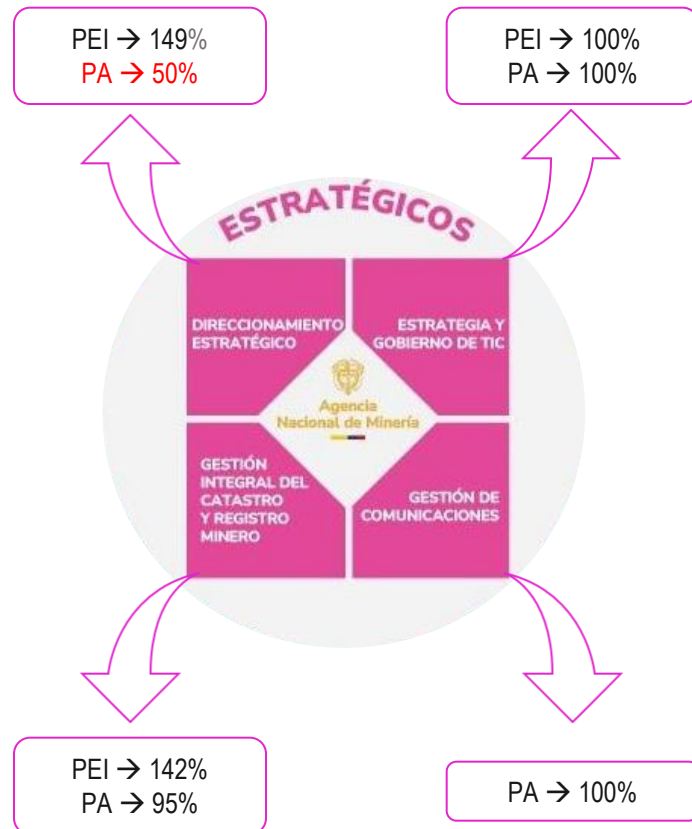 PEI → 149%
PA → 50%
PEI → 100%
PA → 100%
ESTRATÉGICOS
DIRECCIONAMIENTO
ESTRATÉGICO
ESTRATEGIA Y
GOBIERNO DE TIC
Agencia
Nacional de Minería
GESTIÓN
INTEGRAL DEL
CATASTRO
Y REGISTRO
MINERO
GESTIÓN DE
COMUNICACIONES
PEI → 142%
PA → 95%
PA → 100%